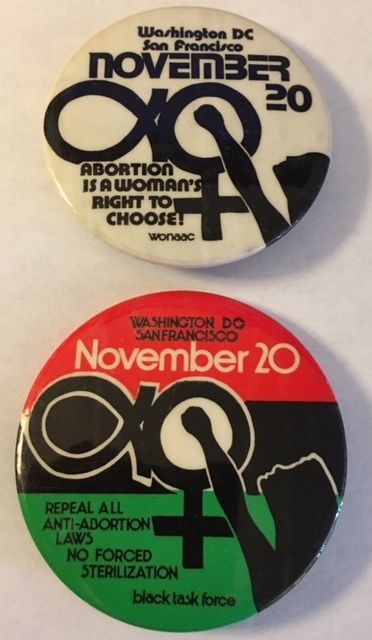 Washington DC
San Francisco
NOVEMBER
20
ABORTION
IS A WOMAN'S
RIGHT TO
CHOOSE!
wonaac
WASHINGTON DC
SAN FRANCISCO
November 20
REPEAL ALL
ANTI-ABORTION
LAWS
NO FORCED
STERILIZATION
black task force